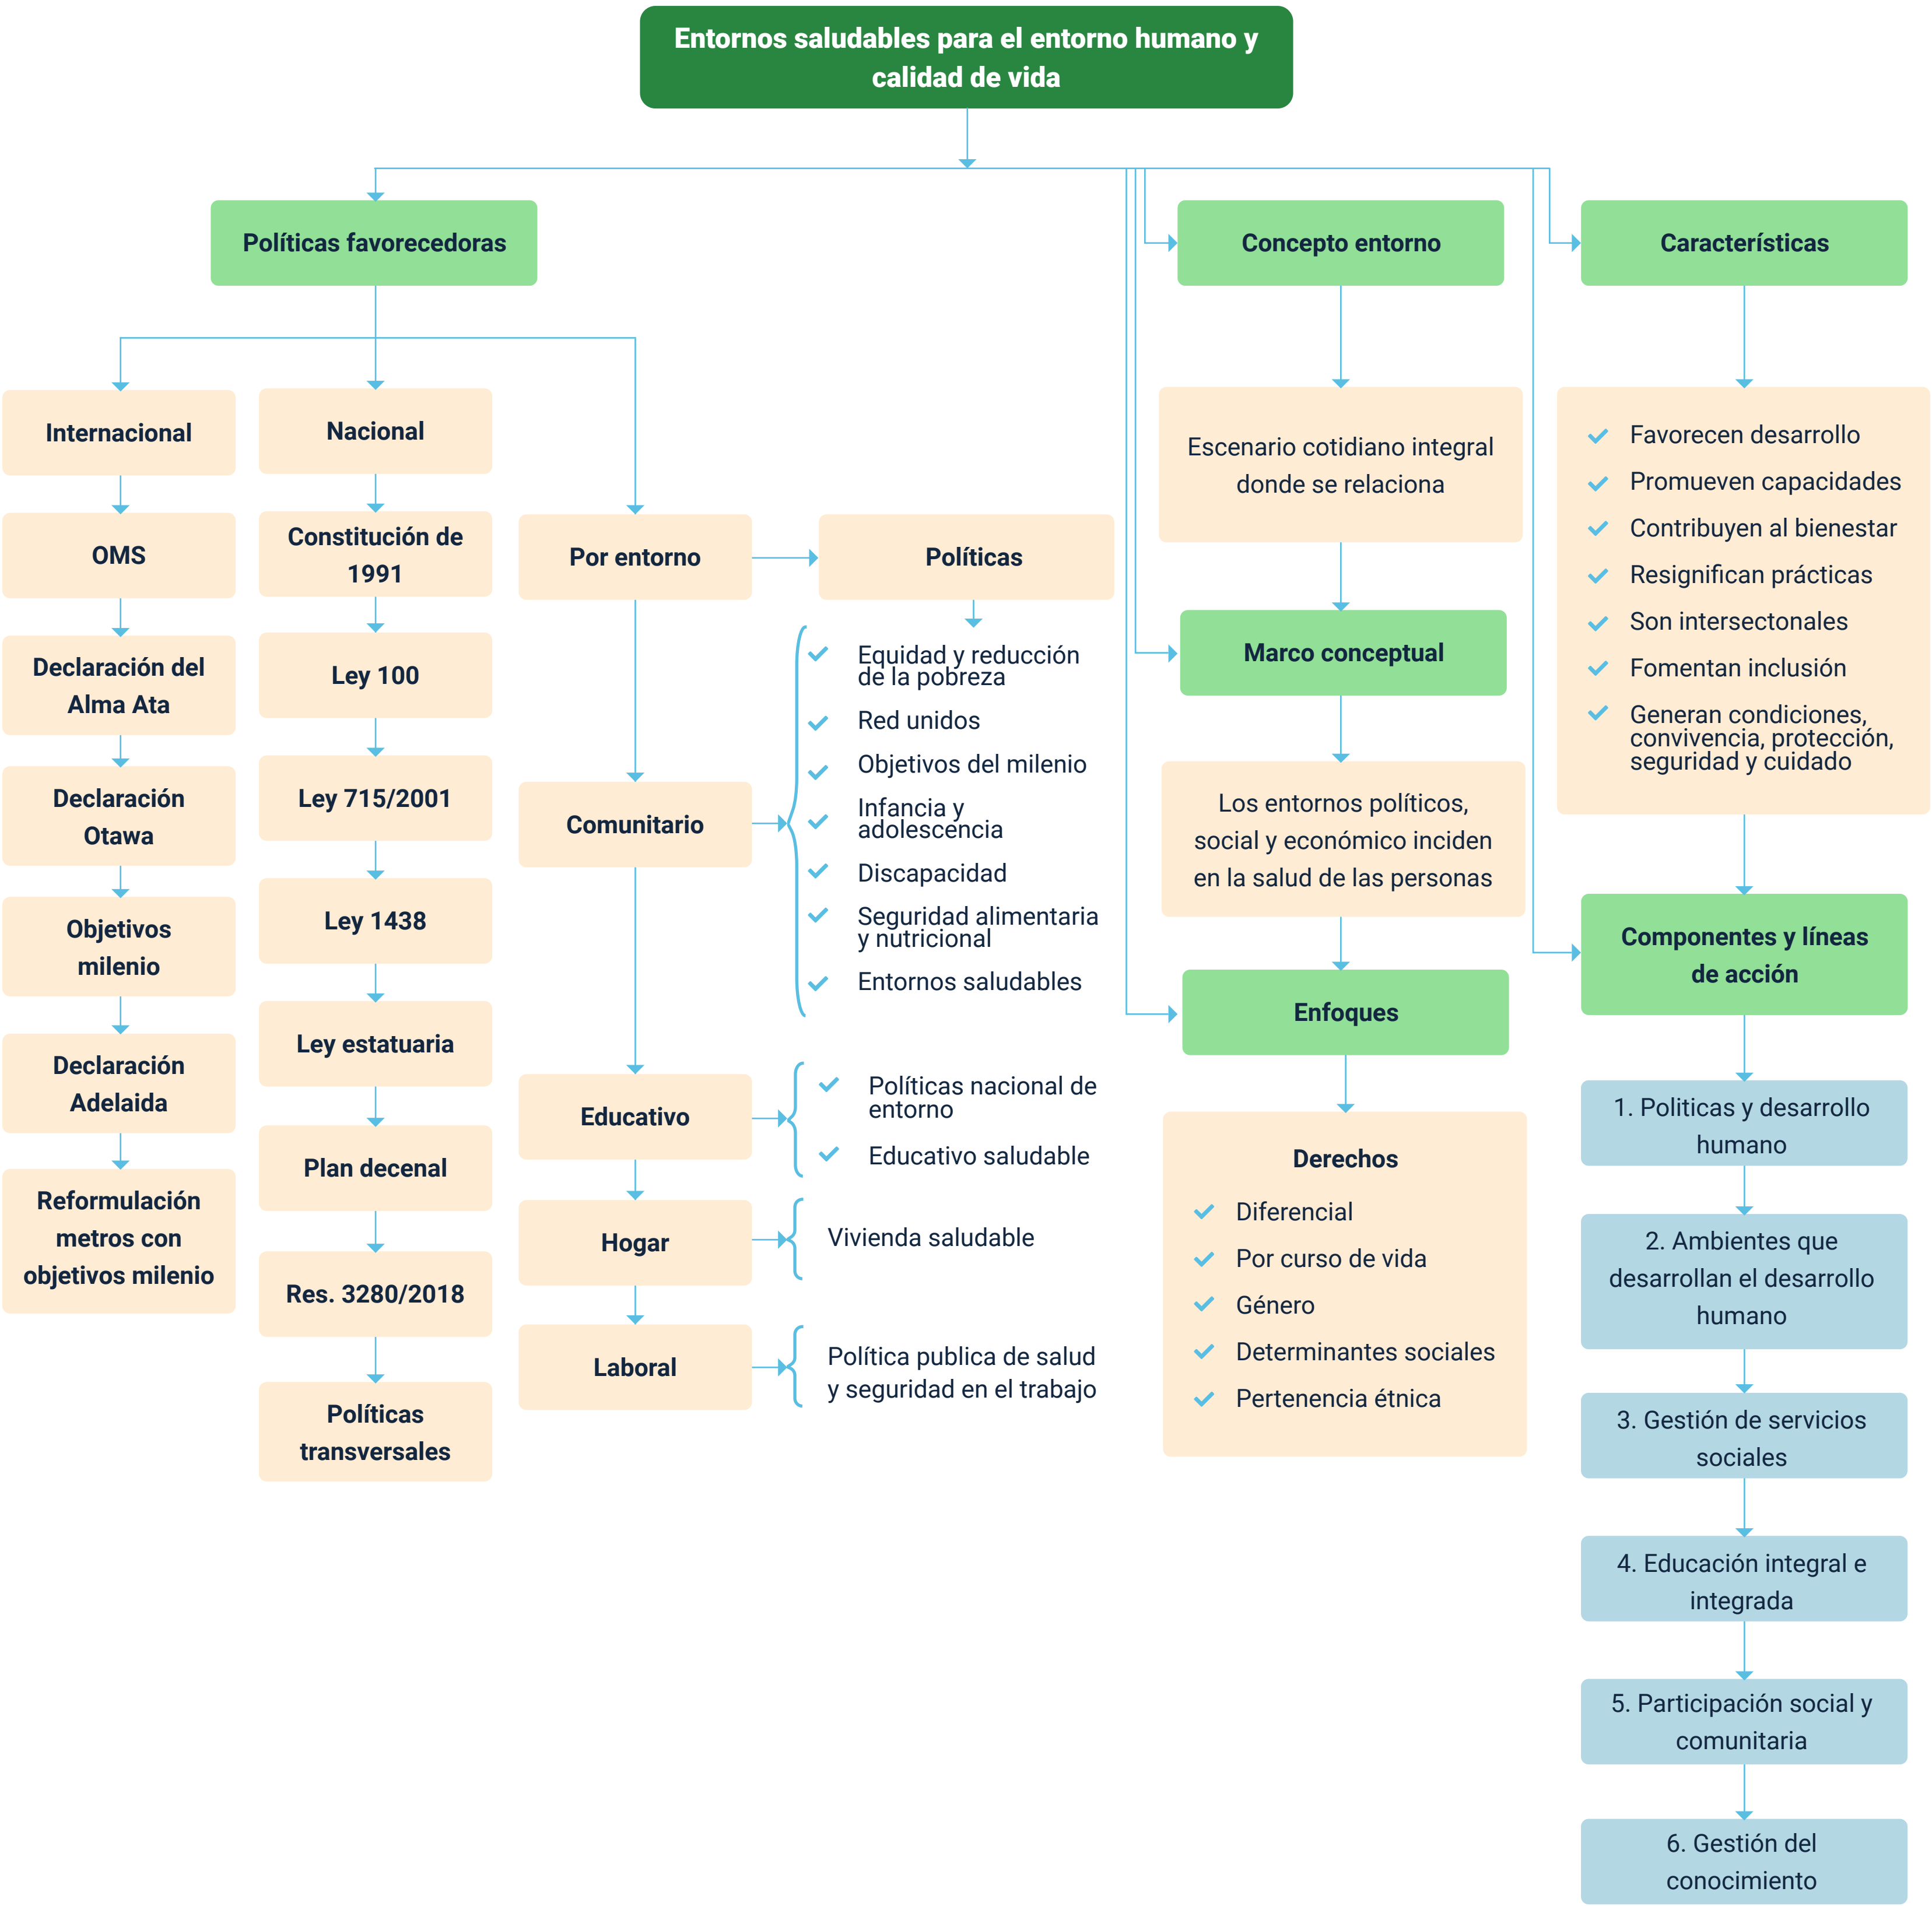 Entornos saludables para el entorno humano y
calidad de vida
Políticas favorecedoras
Internacional
OMS
Declaración del
Alma Ata
Declaración
Otawa
Objetivos
milenio
Declaración
Adelaida
Reformulación
metros con
objetivos milenio
Nacional
Constitución de
1991
Ley 100
Ley 715/2001
Ley 1438
Ley estatuaria
Plan decenal
Res. 3280/2018
Políticas
transversales
Por entorno
Políticas
Comunitario
Equidad y reducción
de la pobreza
Red unidos
Objetivos del milenio
Infancia y
adolescencia
Discapacidad
Seguridad alimentaria
y nutricional
Entornos saludables
Educativo
Políticas nacional de
entorno
Educativo saludable
Hogar
Vivienda saludable
Laboral
Política publica de salud
y seguridad en el trabajo
Concepto entorno
Escenario cotidiano integral
donde se relaciona
Marco conceptual
Los entornos políticos,
social y económico inciden
en la salud de las personas
Enfoques
Derechos
Diferencial
Por curso de vida
Género
Determinantes sociales
Pertenencia étnica
Características
Favorecen desarrollo
Promueven capacidades
Contribuyen al bienestar
Resignifican prácticas
Son intersectonales
Fomentan inclusión
Generan condiciones,
convivencia, protección,
seguridad y cuidado
Componentes y líneas
de acción
1. Politicas y desarrollo
humano
2. Ambientes que
desarrollan el desarrollo
humano
3. Gestión de servicios
sociales
4. Educación integral e
integrada
5. Participación social y
comunitaria
6. Gestión del
conocimiento